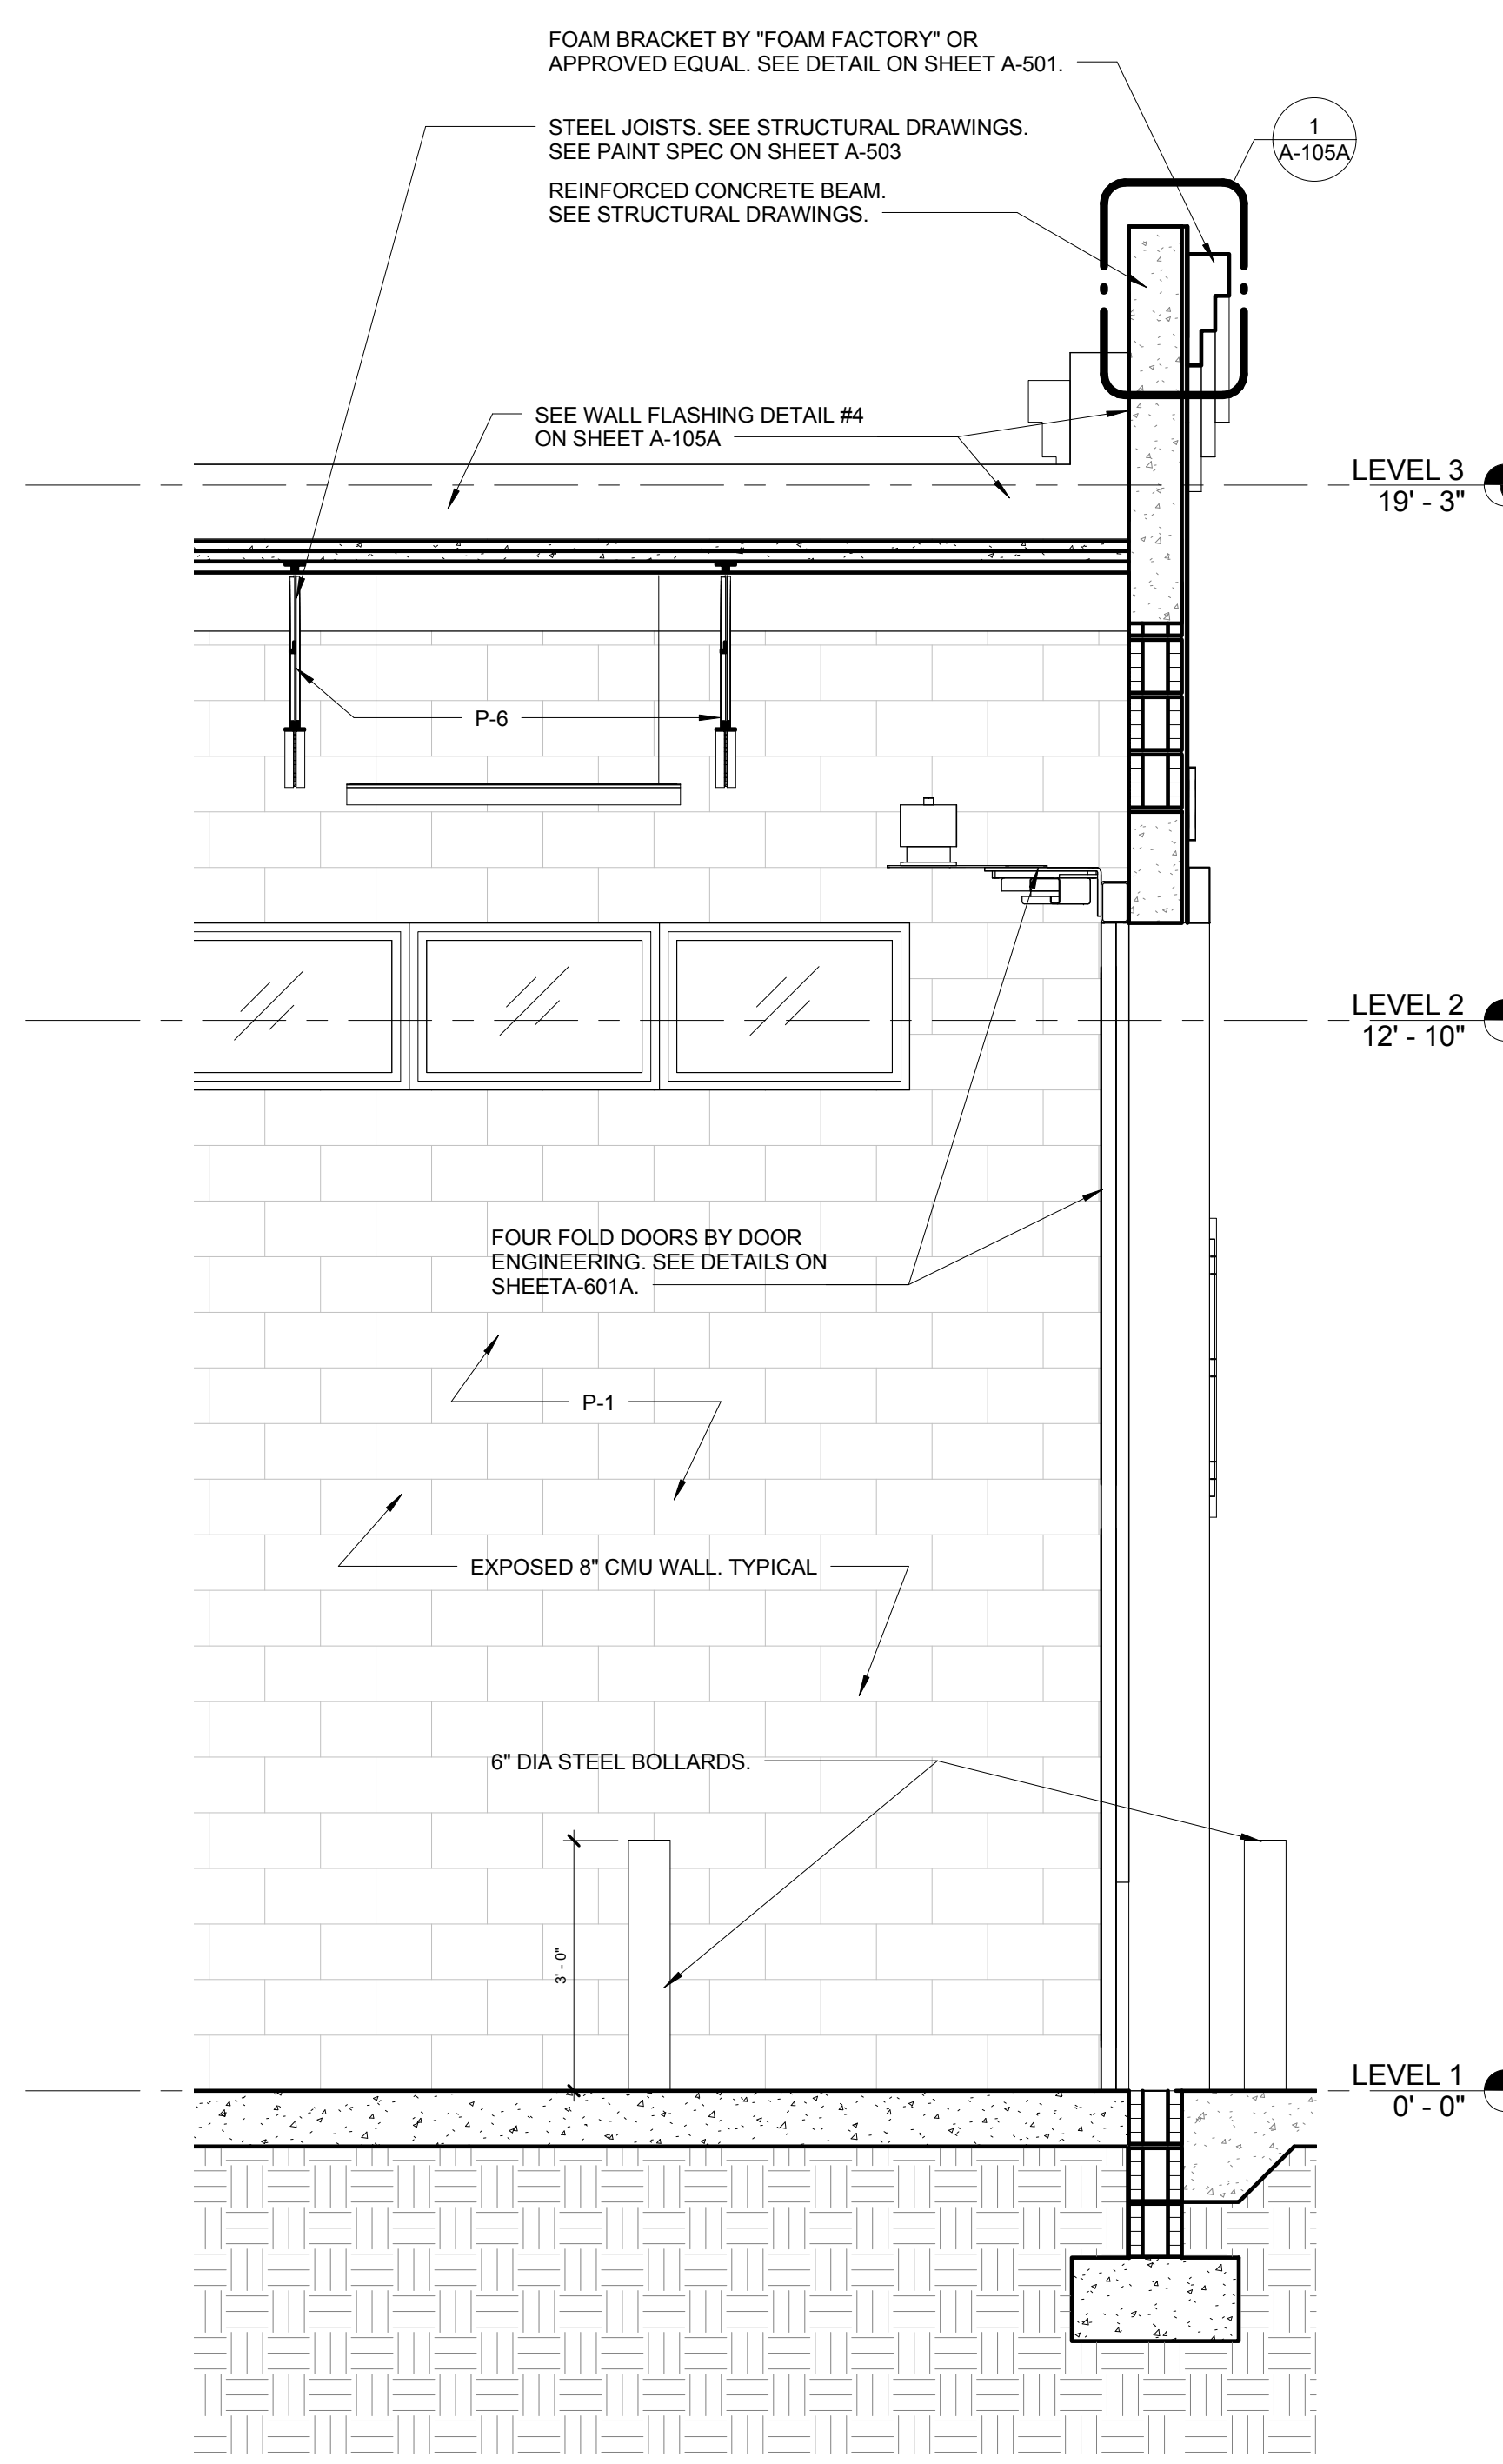 FOAM BRACKET BY "FOAM FACTORY" OR
APPROVED EQUAL. SEE DETAIL ON SHEET A-501.
1
A-105A
STEEL JOISTS. SEE STRUCTURAL DRAWINGS.
SEE PAINT SPEC ON SHEET A-503
REINFORCED CONCRETE BEAM.
SEE STRUCTURAL DRAWINGS.
SEE WALL FLASHING DETAIL #4
ON SHEET A-105A
LEVEL 3
19' - 3"
P-6
LEVEL 2
12' - 10"
FOUR FOLD DOORS BY DOOR
ENGINEERING. SEE DETAILS ON
SHEETA-601A.
P-1
EXPOSED 8" CMU WALL. TYPICAL
6" DIA STEEL BOLLARDS.
3' - 0"
LEVEL 1
0' - 0"